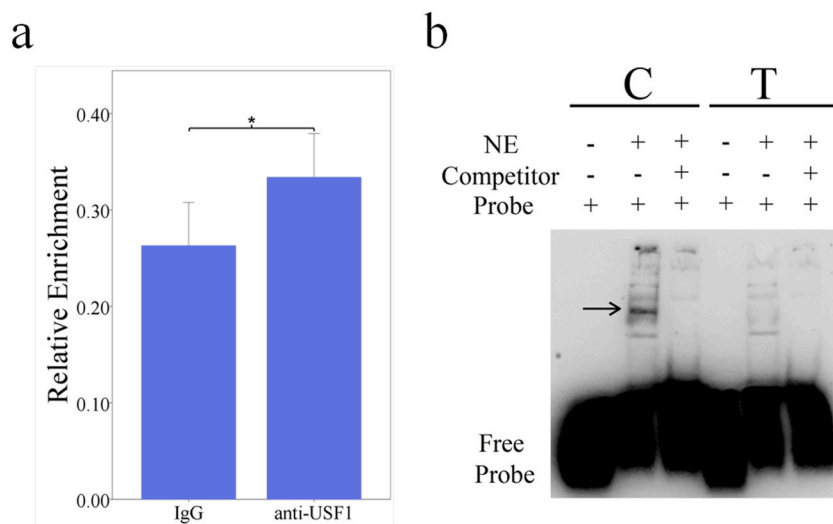 a
Relative Enrichment
0.40
0.30
0.20
0.10
0.00
*
IgG anti-USF1
b
C T
NE - + + - + +
Competitor - - + - - +
Probe + + + + + +
Free
Probe